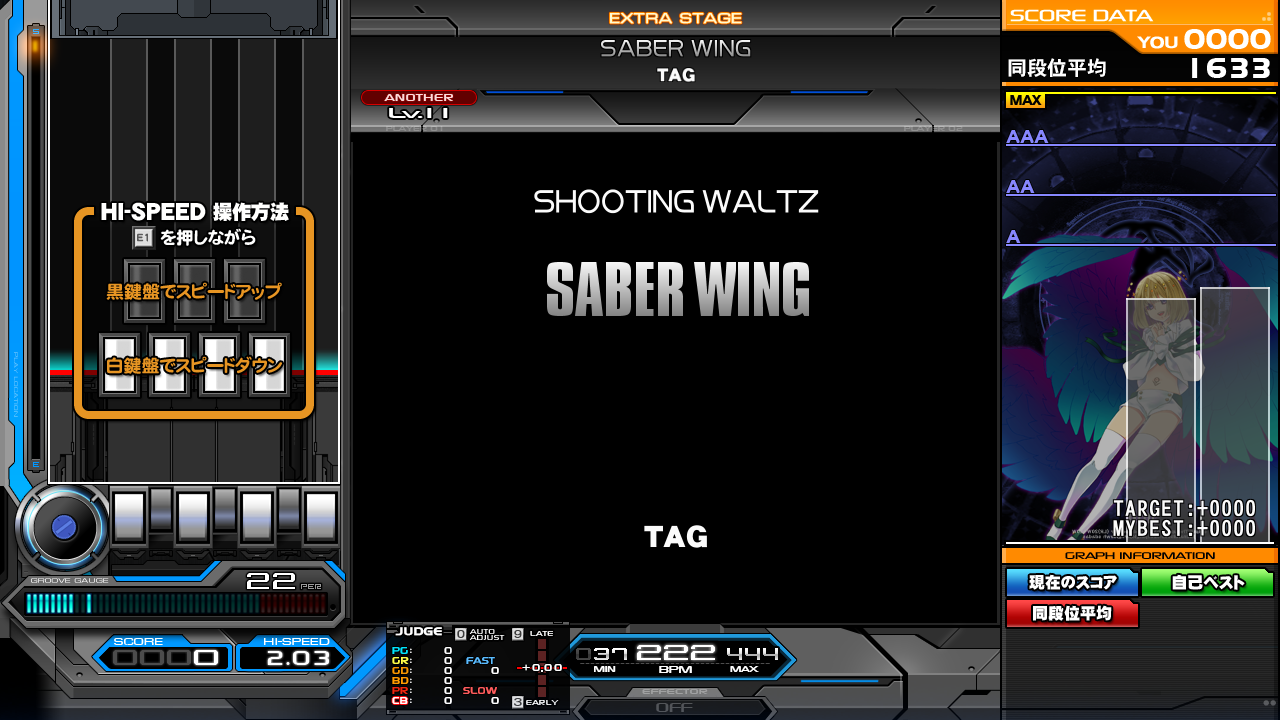 EXTRA STAGE
SABER WING
TAG
ANOTHER
Lv.11
PLAYER 01
PLAYER 02
SHOOTING WALTZ
SABER WING
TAG
HI-SPEED 操作方法
E1 を押しながら
黒鍵盤でスピードアップ
白鍵盤でスピードダウン
GROOVE GAUGE
22 PER
SCORE
0000
HI-SPEED
2.03
JUDGE
0 AUTO ADJUST
9 LATE
PG: 0
GR: 0
GD: 0
BD: 0
PR: 0
CB: 0
FAST
0
SLOW
0
+0.00
3 EARLY
037 222 444
MIN BPM MAX
EFFECTOR
OFF
SCORE DATA
YOU 0000
同段位平均 1633
MAX
AAA
AA
A
TARGET:+0000
MYBEST:+0000
GRAPH INFORMATION
現在のスコア
自己ベスト
同段位平均